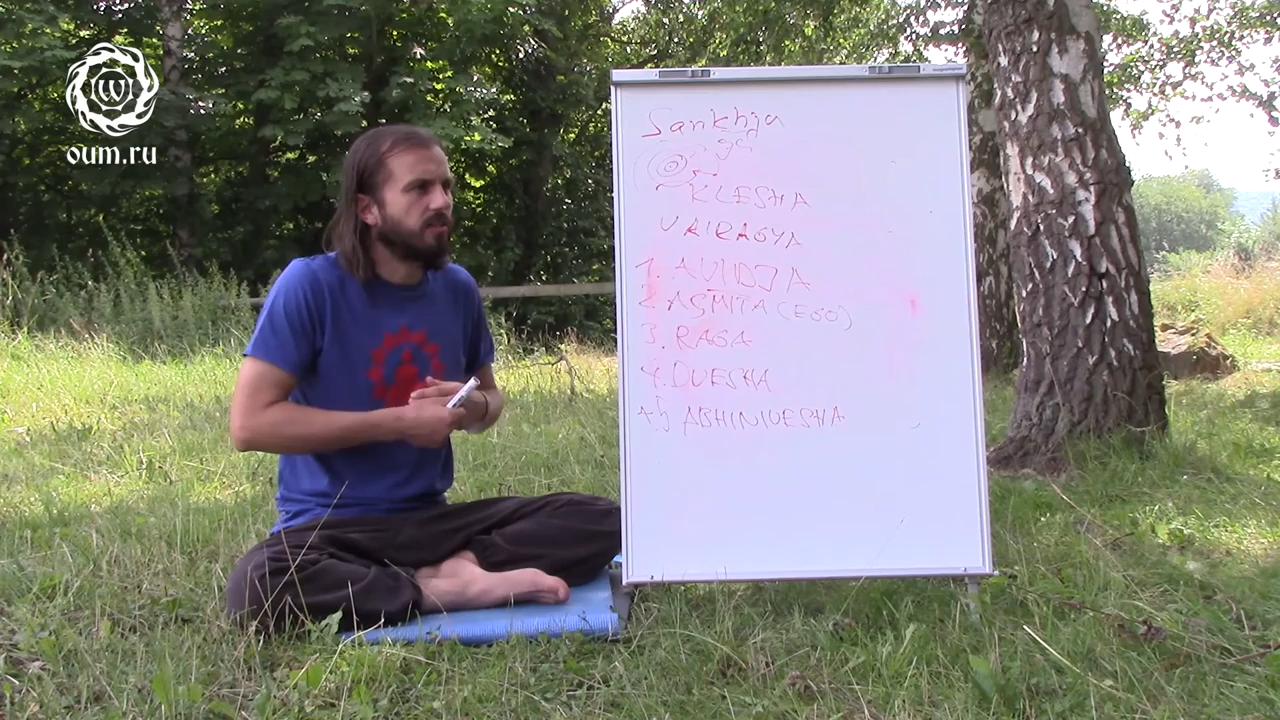 oum.ru
Sankhja
KLESHA
VAIRAGYA
1. AVIDJA
2. ASMITA (EGO)
3. RAGA
4. DVESHA
5 ABHINIVESHA